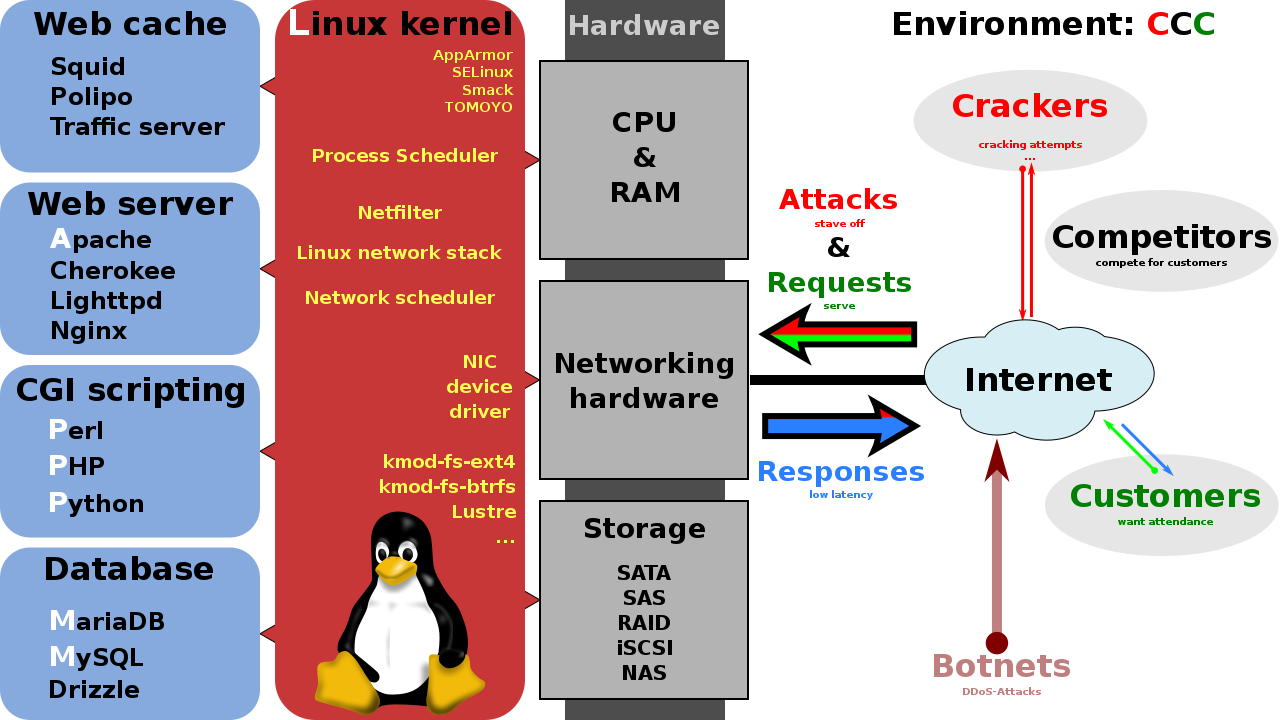 Web cache
Squid
Polipo
Traffic server
Web server
Apache
Cherokee
Lighttpd
Nginx
CGI scripting
Perl
PHP
Python
Database
MariaDB
MySQL
Drizzle
Linux kernel
AppArmor
SELinux
Smack
TOMOYO
Process Scheduler
Netfilter
Linux network stack
Network scheduler
NIC
device
driver
kmod-fs-ext4
kmod-fs-btrfs
Lustre
...
Hardware
CPU
&
RAM
Networking
hardware
Storage
SATA
SAS
RAID
iSCSI
NAS
Environment: CCC
Attacks
stave off
&
Requests
serve
Responses
low latency
Crackers
cracking attempts
...
Competitors
compete for customers
Internet
Customers
want attendance
Botnets
DDoS-Attacks